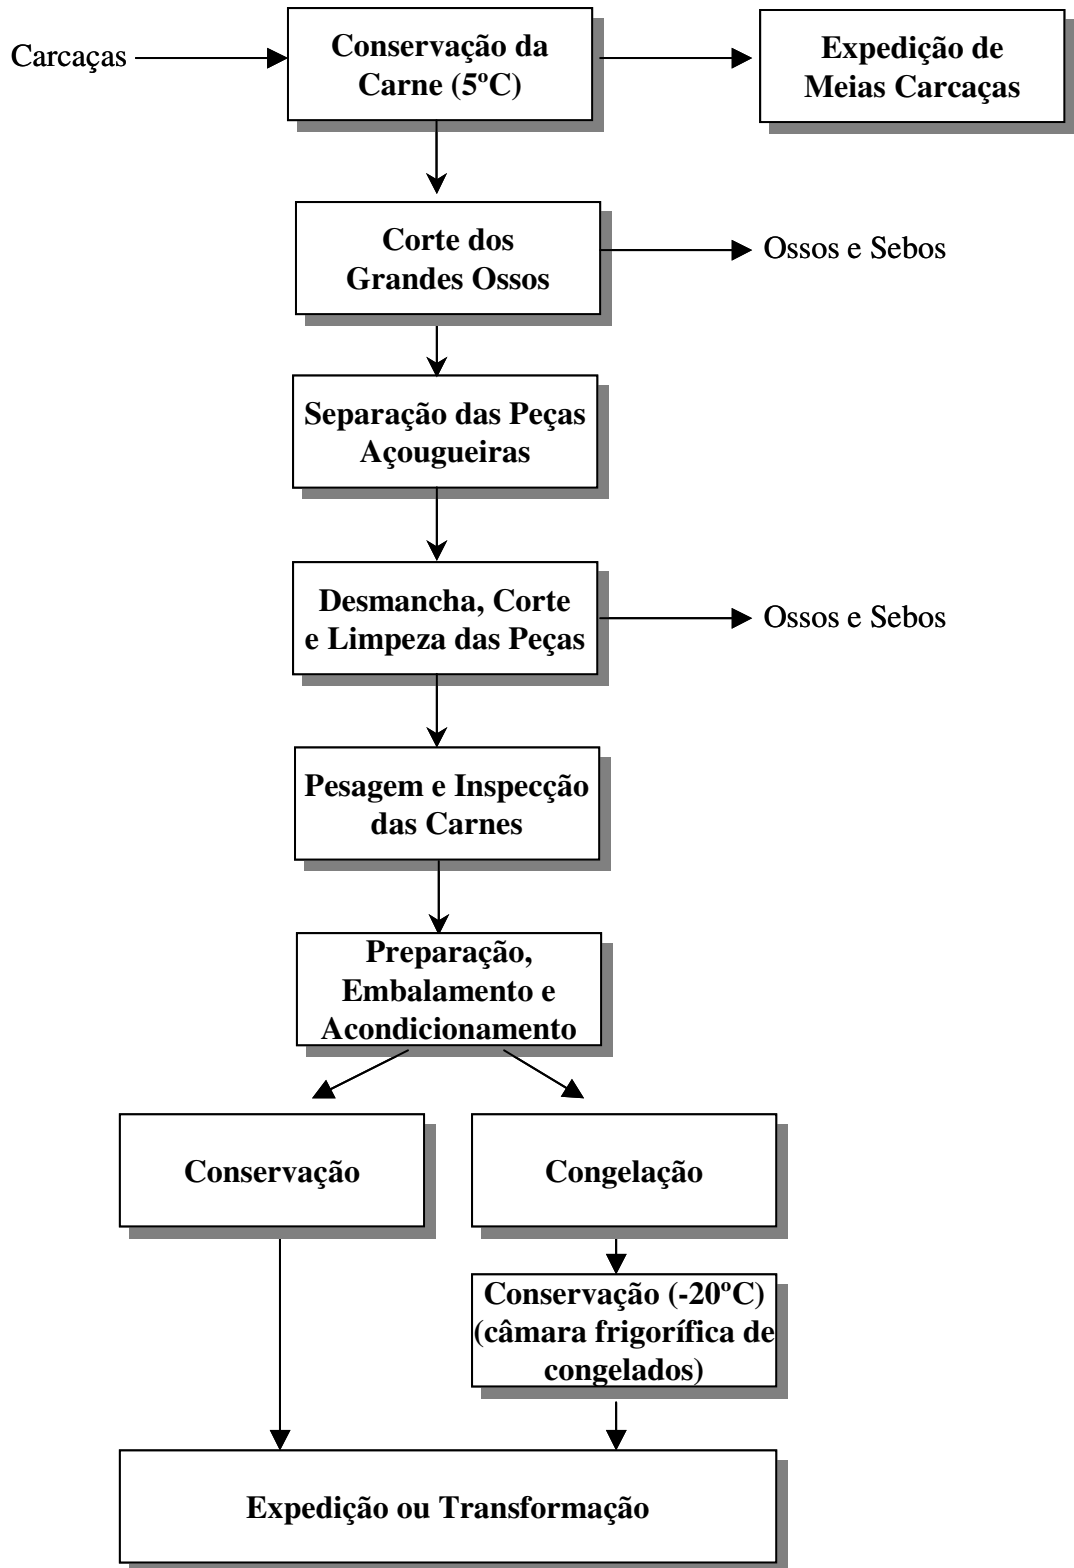 Carcaças
Conservação da
Carne (5ºC)
Expedição de
Meias Carcaças
Corte dos
Grandes Ossos
Ossos e Sebos
Separação das Peças
Açougueiras
Desmancha, Corte
e Limpeza das Peças
Ossos e Sebos
Pesagem e Inspecção
das Carnes
Preparação,
Embalamento e
Acondicionamento
Conservação
Congelação
Conservação (-20ºC)
(câmara frigorífica de
congelados)
Expedição ou Transformação